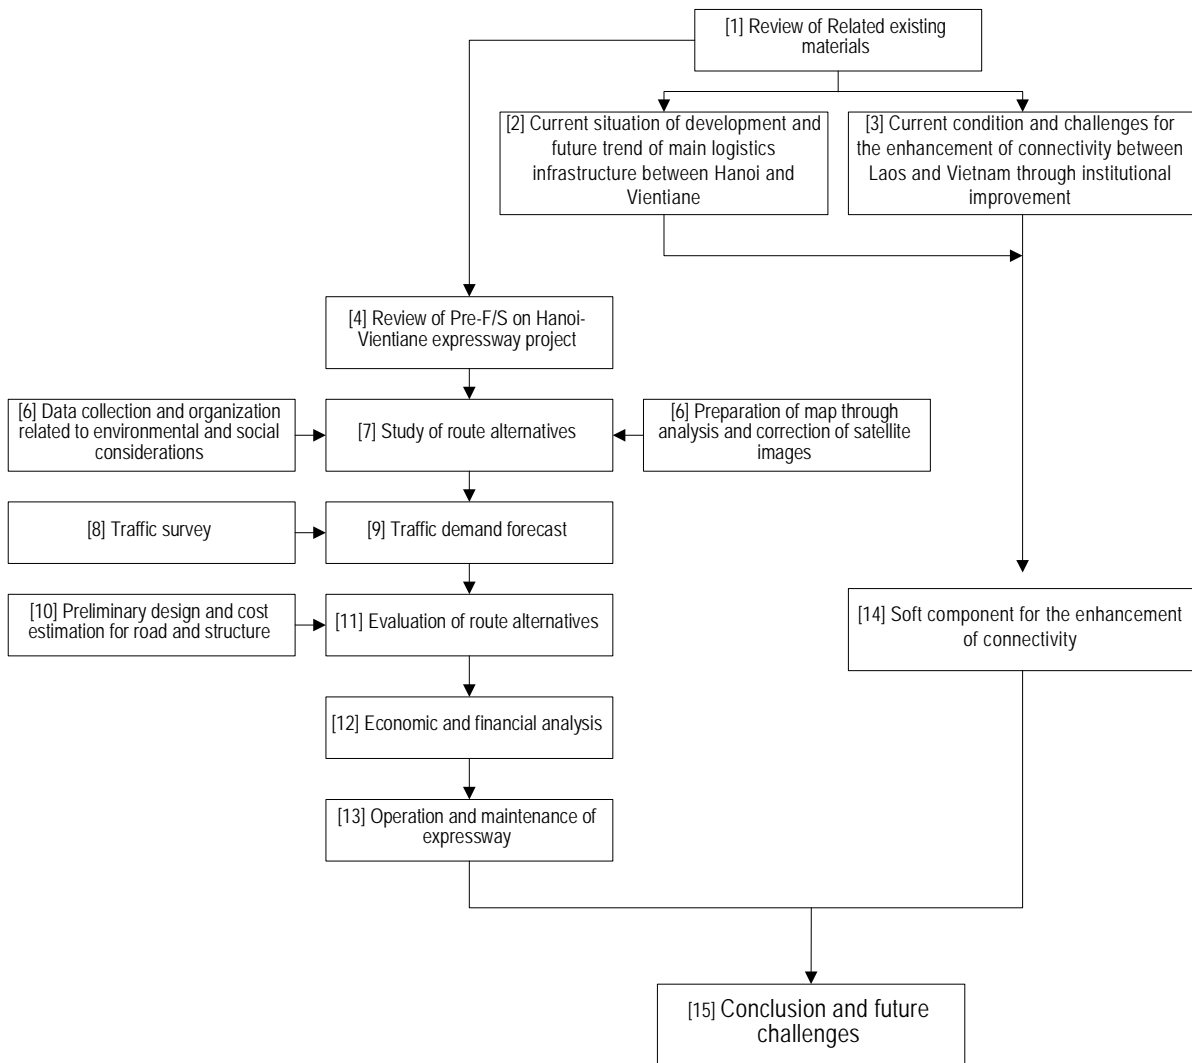 [1] Review of Related existing
materials
[2] Current situation of development and
future trend of main logistics
infrastructure between Hanoi and
Vientiane
[3] Current condition and challenges for
the enhancement of connectivity between
Laos and Vietnam through institutional
improvement
[4] Review of Pre-F/S on Hanoi-
Vientiane expressway project
[6] Data collection and organization
related to environmental and social
considerations
[7] Study of route alternatives
[6] Preparation of map through
analysis and correction of satellite
images
[8] Traffic survey
[9] Traffic demand forecast
[10] Preliminary design and cost
estimation for road and structure
[11] Evaluation of route alternatives
[14] Soft component for the enhancement
of connectivity
[12] Economic and financial analysis
[13] Operation and maintenance of
expressway
[15] Conclusion and future
challenges